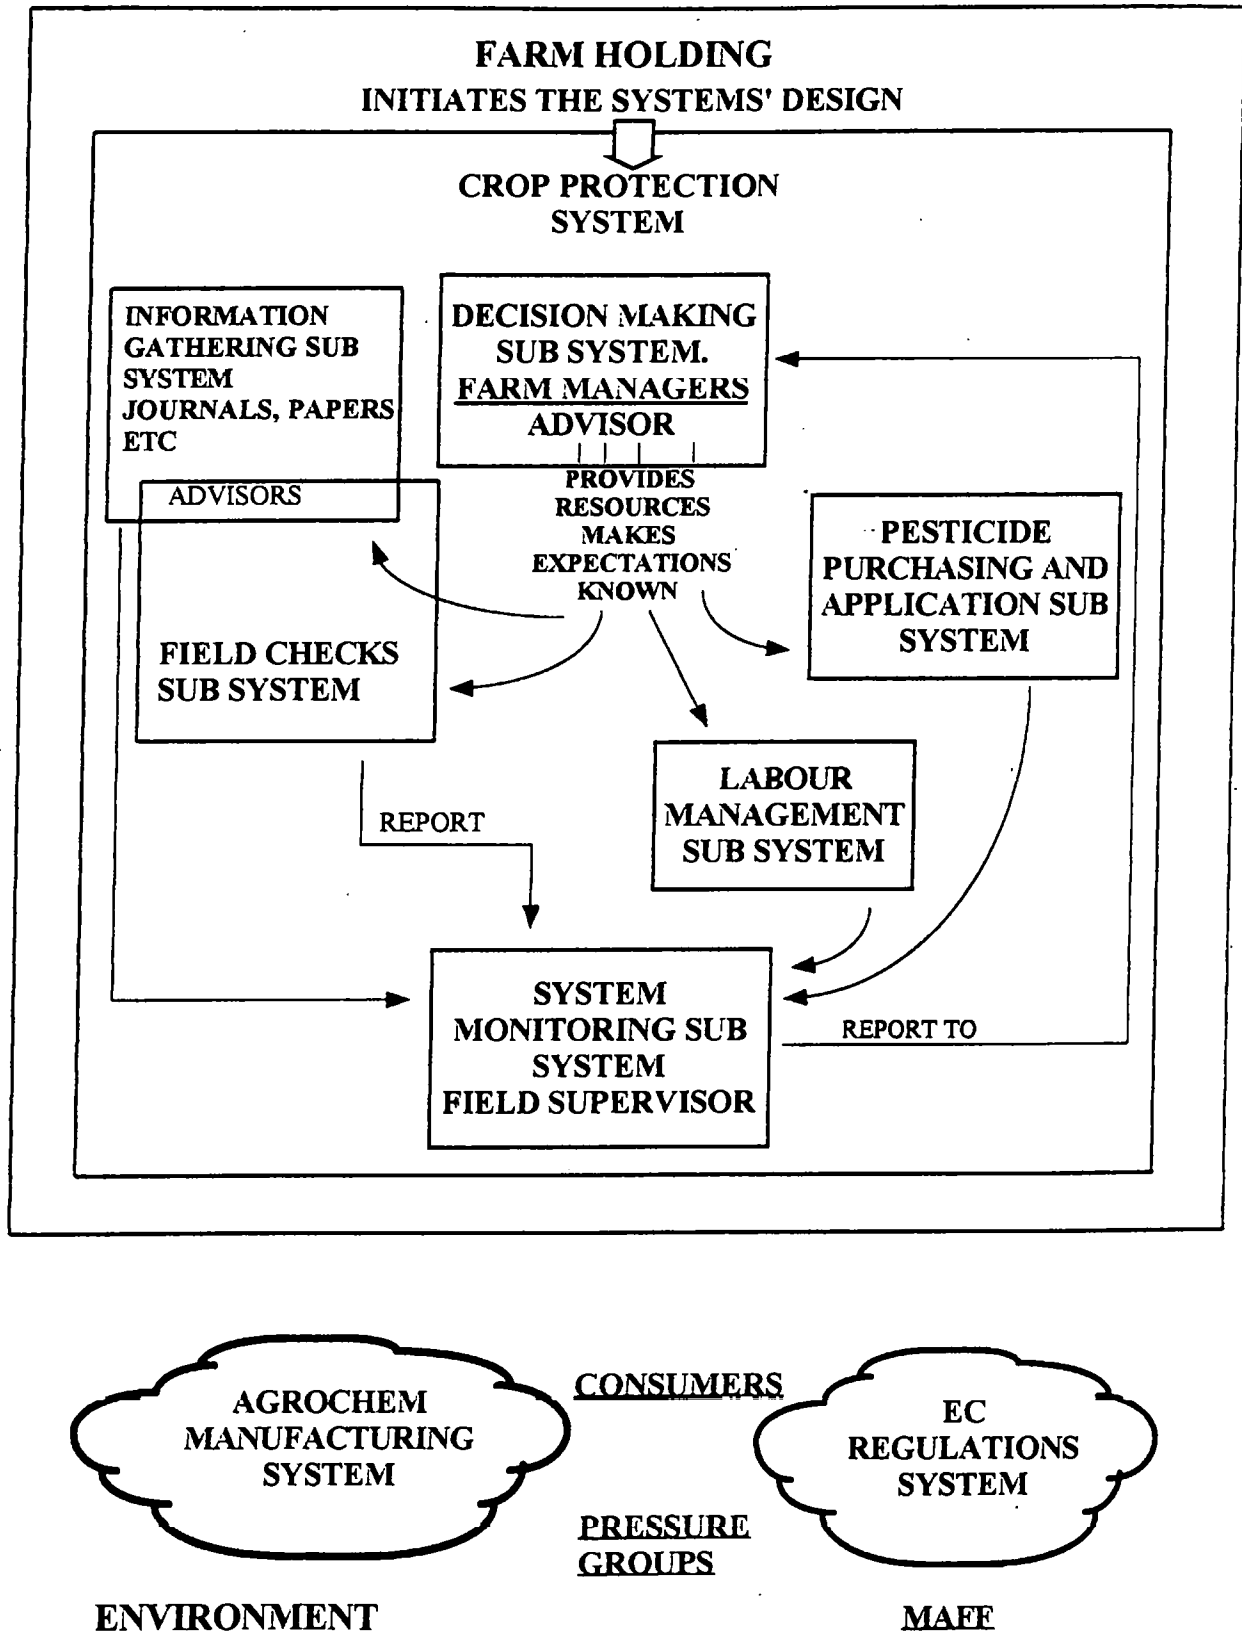 FARM HOLDING
INITIATES THE SYSTEMS' DESIGN
CROP PROTECTION
SYSTEM
INFORMATION
GATHERING SUB
SYSTEM
JOURNALS, PAPERS
ETC
ADVISORS
DECISION MAKING
SUB SYSTEM.
FARM MANAGERS
ADVISOR
PROVIDES
RESOURCES
MAKES
EXPECTATIONS
KNOWN
PESTICIDE
PURCHASING AND
APPLICATION SUB
SYSTEM
FIELD CHECKS
SUB SYSTEM
LABOUR
MANAGEMENT
SUB SYSTEM
REPORT
SYSTEM
MONITORING SUB
SYSTEM
FIELD SUPERVISOR
REPORT TO
AGROCHEM
MANUFACTURING
SYSTEM
CONSUMERS
EC
REGULATIONS
SYSTEM
PRESSURE
GROUPS
ENVIRONMENT
MAFF